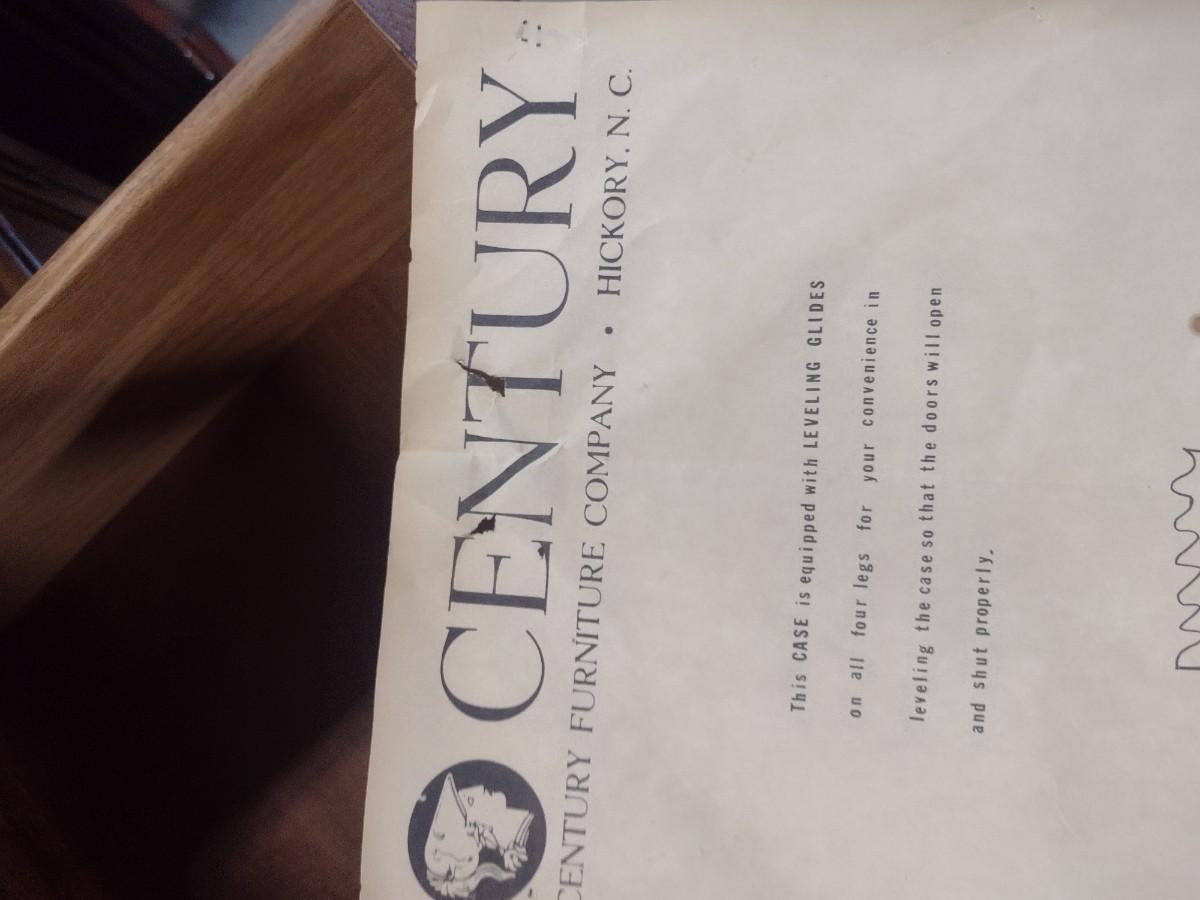 CENTURY
CENTURY FURNITURE COMPANY • HICKORY, N. C.
This CASE is equipped with LEVELING GLIDES
on all four legs for your convenience in
leveling the case so that the doors will open
and shut properly.